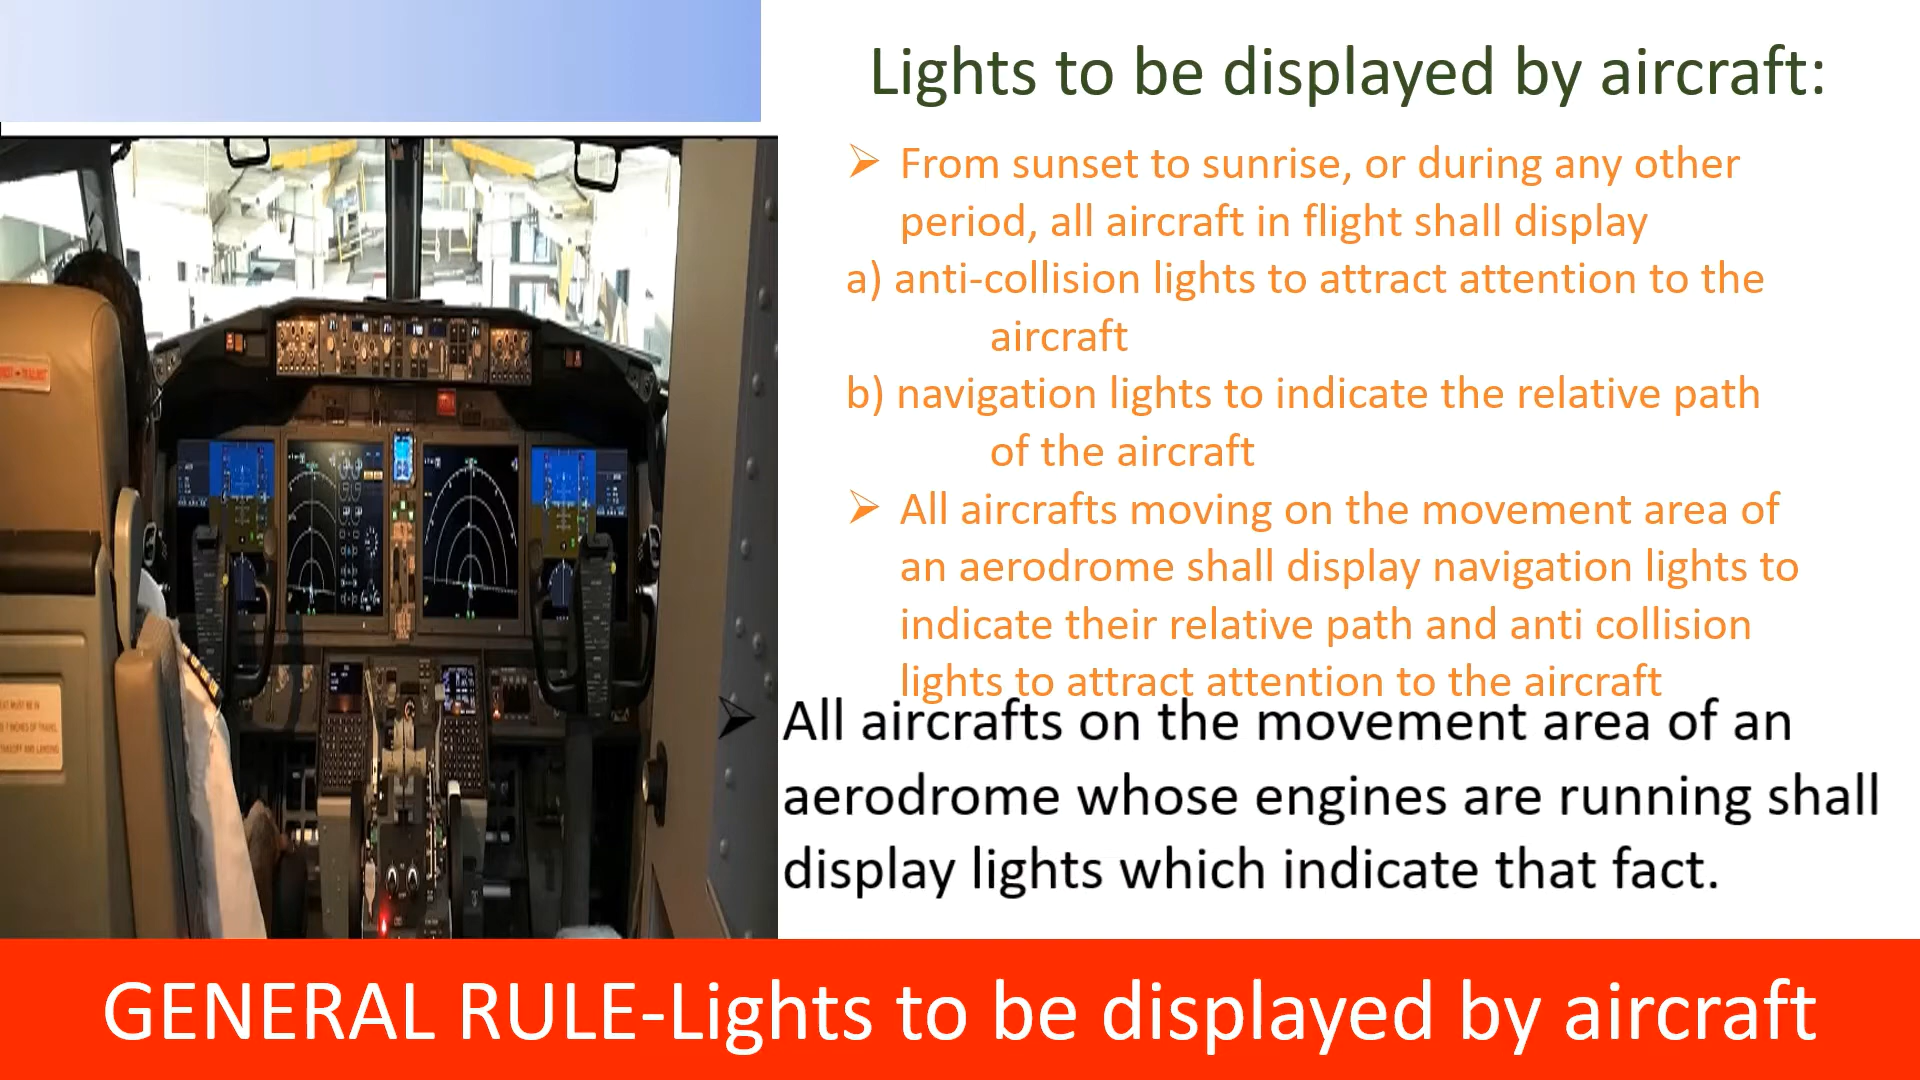 Lights to be displayed by aircraft:
From sunset to sunrise, or during any other
period, all aircraft in flight shall display
a) anti-collision lights to attract attention to the
aircraft
b) navigation lights to indicate the relative path
of the aircraft
All aircrafts moving on the movement area of
an aerodrome shall display navigation lights to
indicate their relative path and anti collision
lights to attract attention to the aircraft
All aircrafts on the movement area of an
aerodrome whose engines are running shall
display lights which indicate that fact.
GENERAL RULE-Lights to be displayed by aircraft